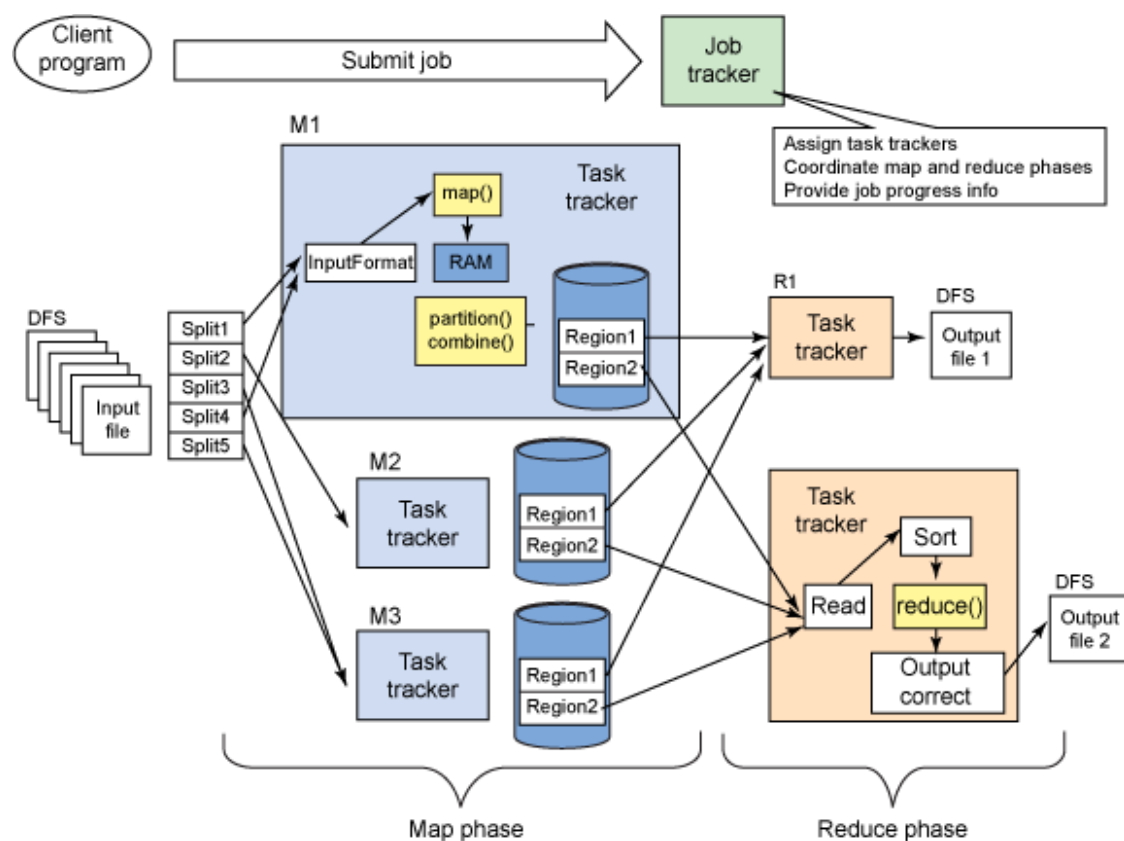 Client
program
Submit job
Job
tracker
Assign task trackers
Coordinate map and reduce phases
Provide job progress info
M1
Task
tracker
map()
InputFormat
RAM
partition()
combine()
Region1
Region2
DFS
Input
file
Split1
Split2
Split3
Split4
Split5
R1
Task
tracker
DFS
Output
file 1
M2
Task
tracker
Region1
Region2
M3
Task
tracker
Region1
Region2
Task
tracker
Sort
Read
reduce()
Output
correct
DFS
Output
file 2
Map phase
Reduce phase